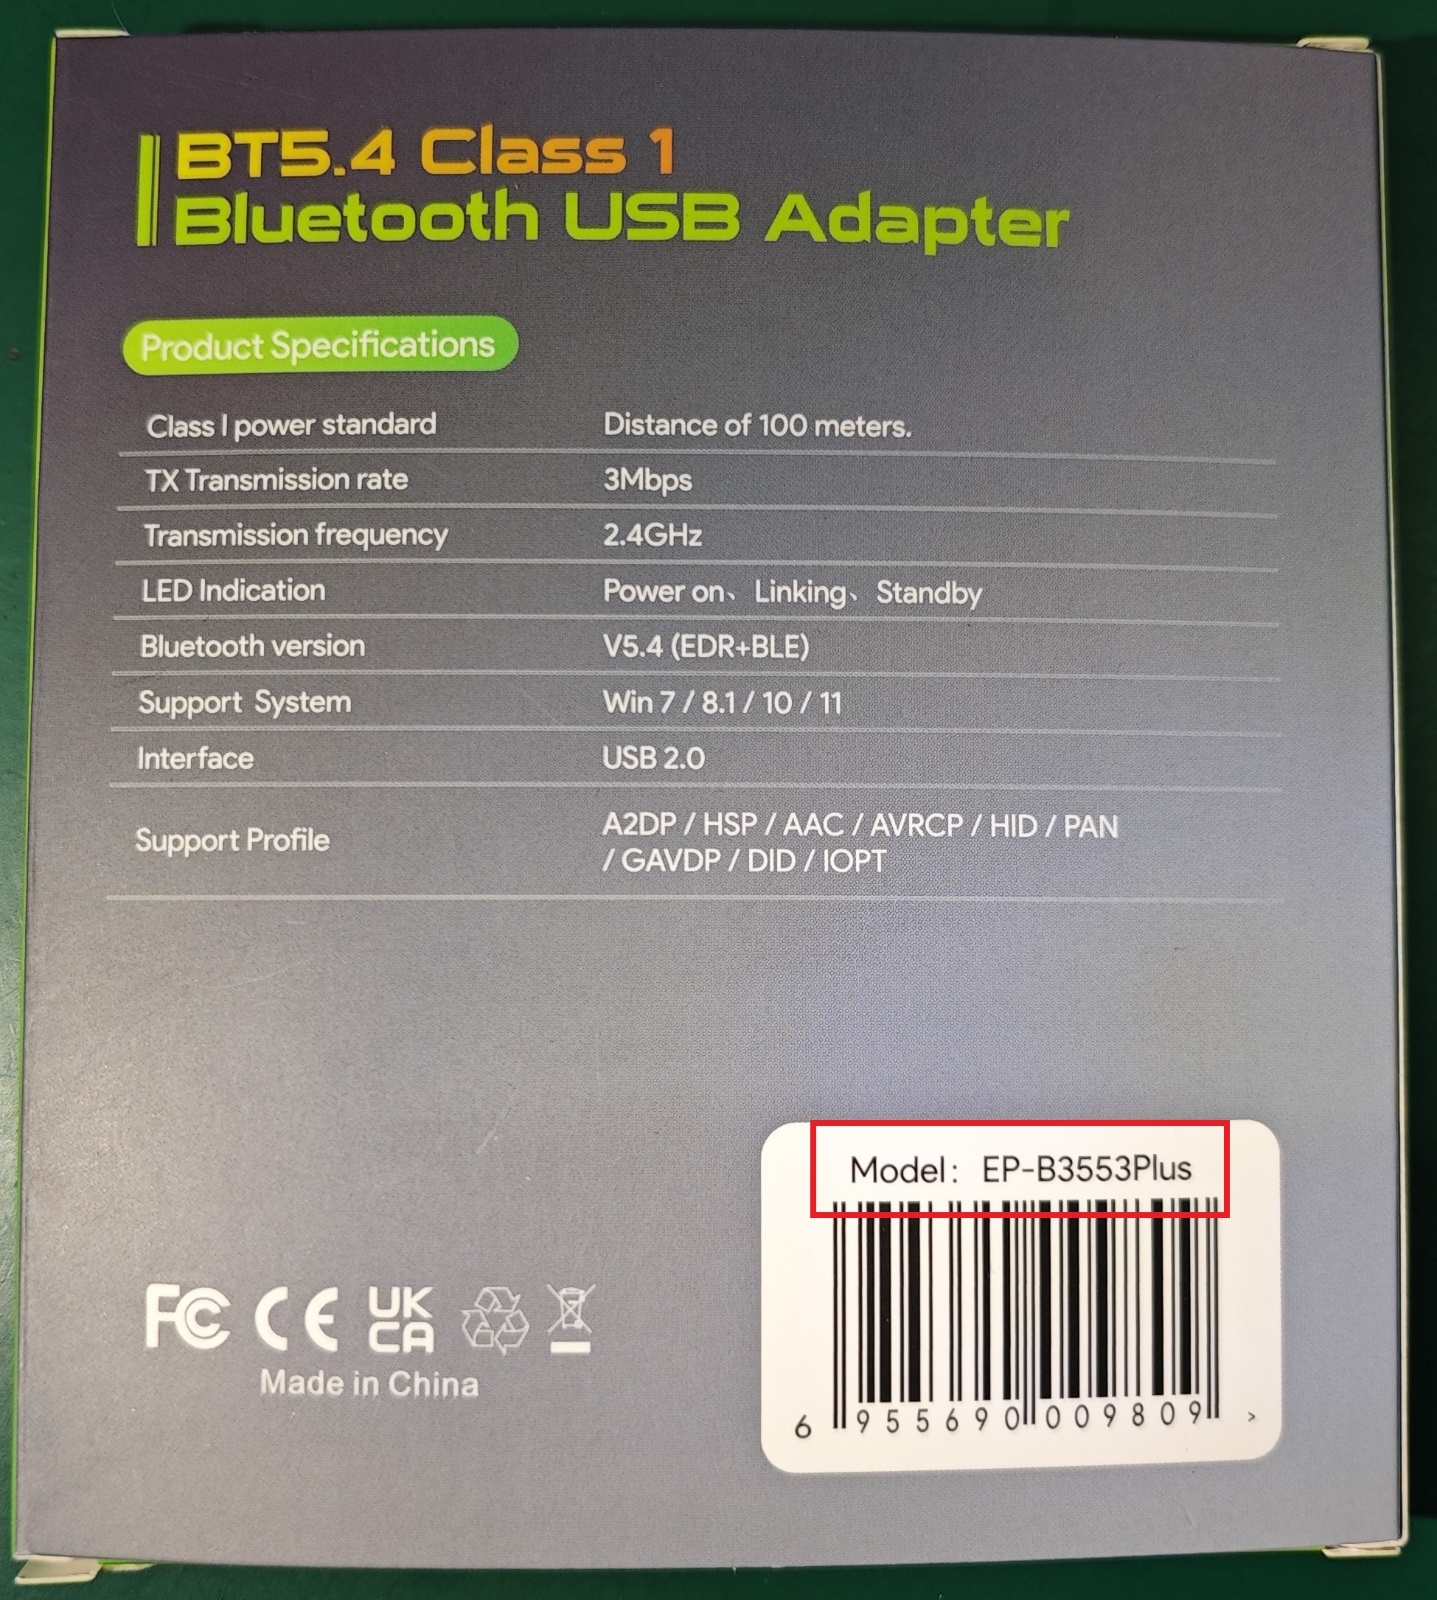 BT5.4 Class 1
Bluetooth USB Adapter
Product Specifications
Class I power standard Distance of 100 meters.
TX Transmission rate 3Mbps
Transmission frequency 2.4GHz
LED Indication Power on、 Linking、 Standby
Bluetooth version V5.4 (EDR+BLE)
Support System Win 7 / 8.1 / 10 / 11
Interface USB 2.0
Support Profile A2DP / HSP / AAC / AVRCP / HID / PAN
/ GAVDP / DID / IOPT
Model: EP-B3553Plus
6 955690 009809 >
FC CE UK
CA
Made in China